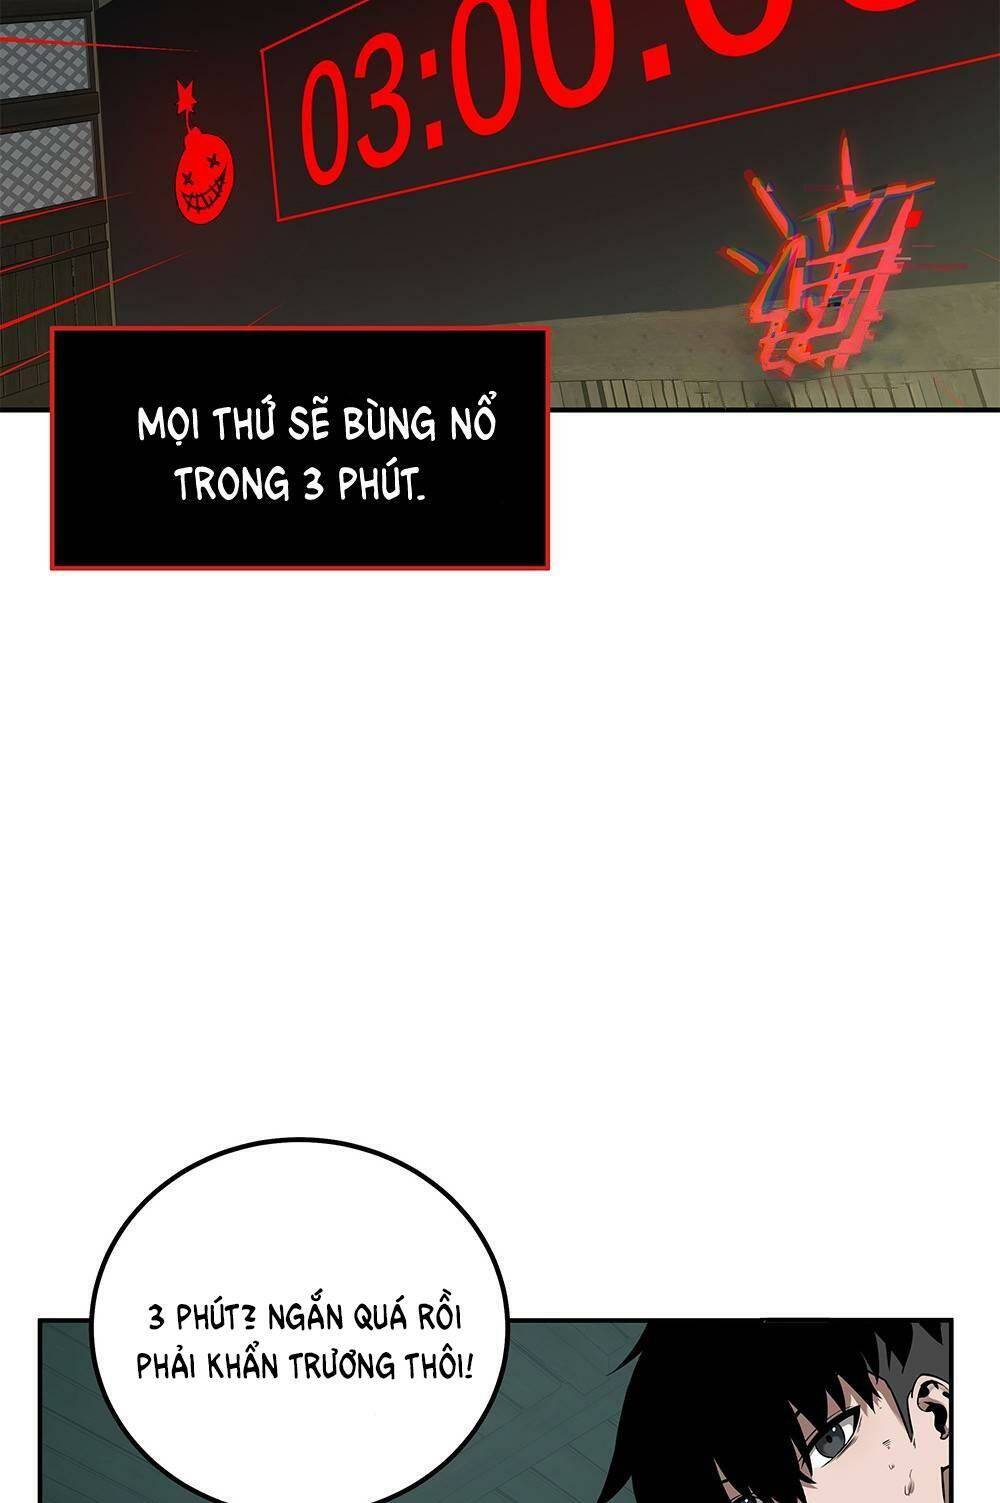 03:00.00
MỌI THỨ SẼ BÙNG NỔ
TRONG 3 PHÚT.
3 PHÚT? NGẮN QUÁ RỒI
PHẢI KHẨN TRƯƠNG THÔI!